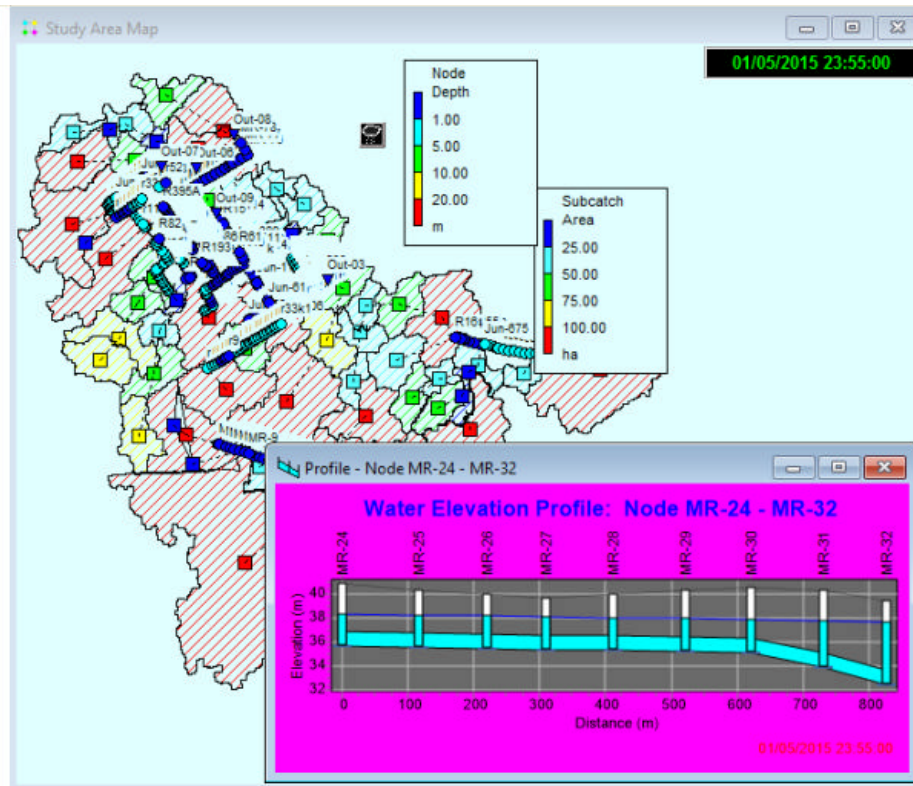 Study Area Map
01/05/2015 23:55:00
Node
Depth
1.00
5.00
10.00
20.00
m
Subcatch
Area
25.00
50.00
75.00
100.00
ha
Out-08
Out-07
Out-06
R395A
Out-09
R82
R193
R61
Out-03
Jun-61
Jun-675
MR-9
Profile - Node MR-24 - MR-32
Water Elevation Profile: Node MR-24 - MR-32
MR-24
MR-25
MR-26
MR-27
MR-28
MR-29
MR-30
MR-31
MR-32
Elevation (m)
40
38
36
34
32
0
100
200
300
400
500
600
700
800
Distance (m)
01/05/2015 23:55:00